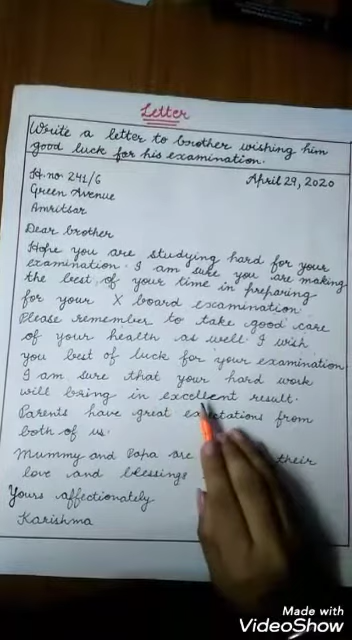 Letter
Write a letter to brother wishing him
good luck for his examination.
H.no 241/6
April 29, 2020
Green Avenue
Amritsar
Dear brother
Hope you are studying hard for your
examination. I am sure you are making
the best of your time in preparing
for your X board examination.
Please remember to take good care
of your health as well. I wish
you best of luck for your examination
I am sure that your hard work
will bring in excellent result.
Parents have great expectations from
both of us.
Mummy and Papa are their
love and blessings
Yours affectionately
Karishma
Made with
VideoShow